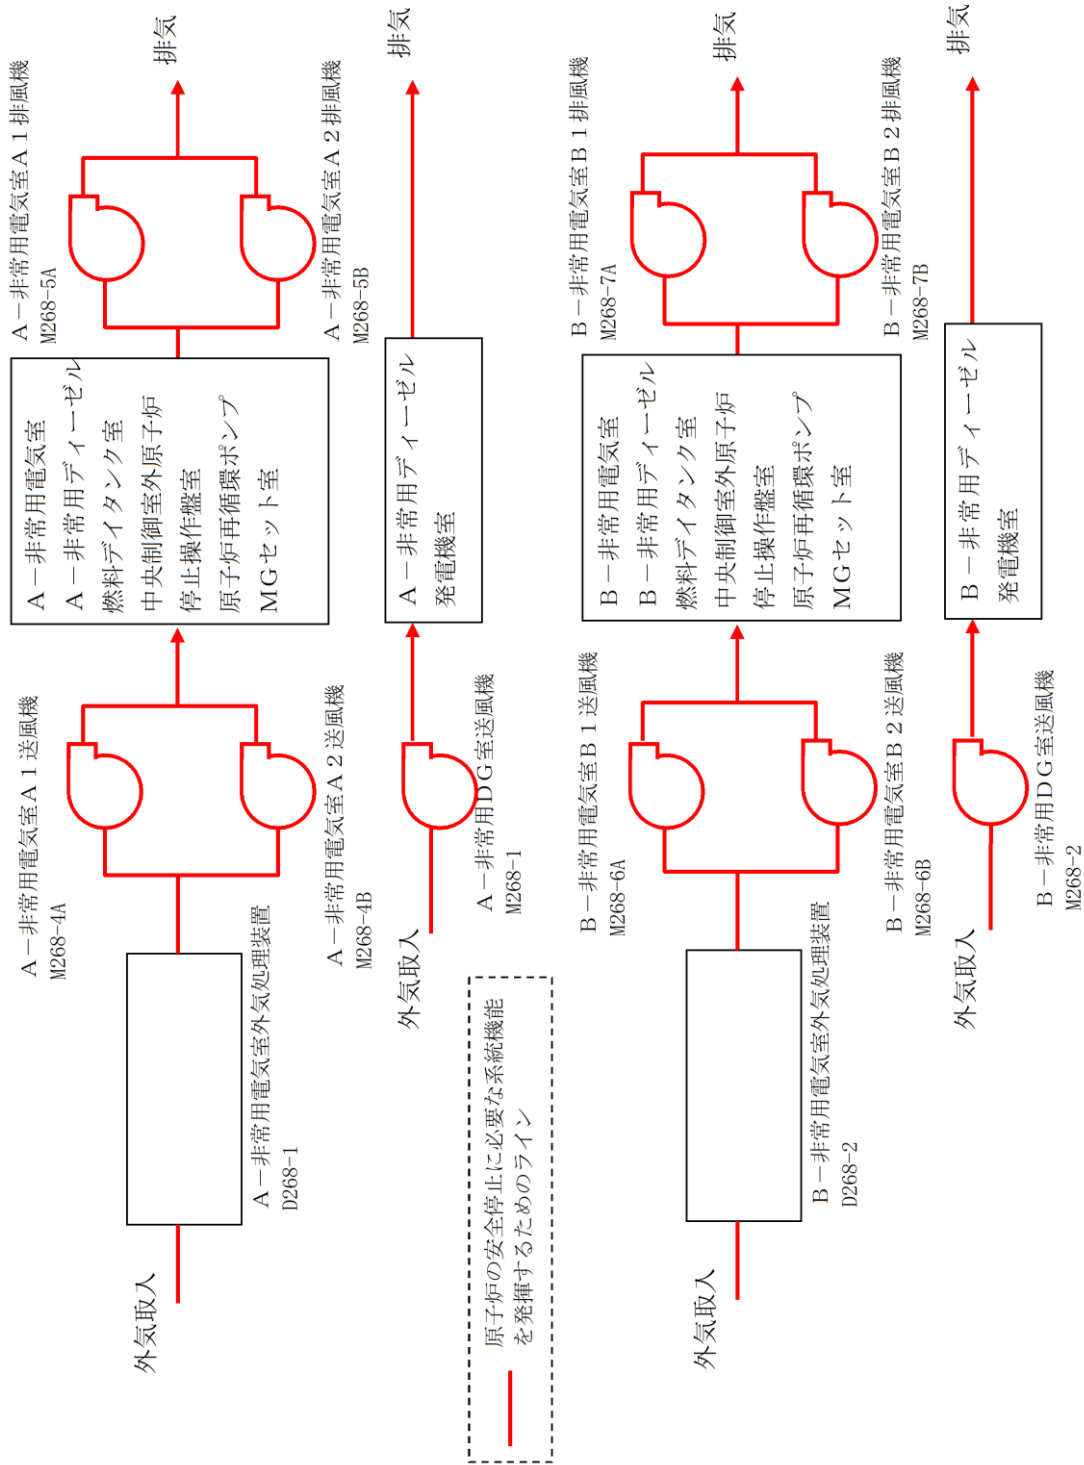 外気取入
A－非常用電気室外気処理装置
D268-1
A－非常用電気室A1送風機
M268-4A
A－非常用電気室A2送風機
M268-4B
A－非常用電気室
A－非常用ディーゼル
燃料デイタンク室
中央制御室外原子炉
停止操作盤室
原子炉再循環ポンプ
MGセット室
A－非常用電気室A1排風機
M268-5A
A－非常用電気室A2排風機
M268-5B
排気
外気取入
A－非常用DG室送風機
M268-1
A－非常用ディーゼル
発電機室
排気
原子炉の安全停止に必要な系統機能
を発揮するためのライン
外気取入
B－非常用電気室外気処理装置
D268-2
B－非常用電気室B1送風機
M268-6A
B－非常用電気室B2送風機
M268-6B
B－非常用電気室
B－非常用ディーゼル
燃料デイタンク室
中央制御室外原子炉
停止操作盤室
原子炉再循環ポンプ
MGセット室
B－非常用電気室B1排風機
M268-7A
B－非常用電気室B2排風機
M268-7B
排気
外気取入
B－非常用DG室送風機
M268-2
B－非常用ディーゼル
発電機室
排気